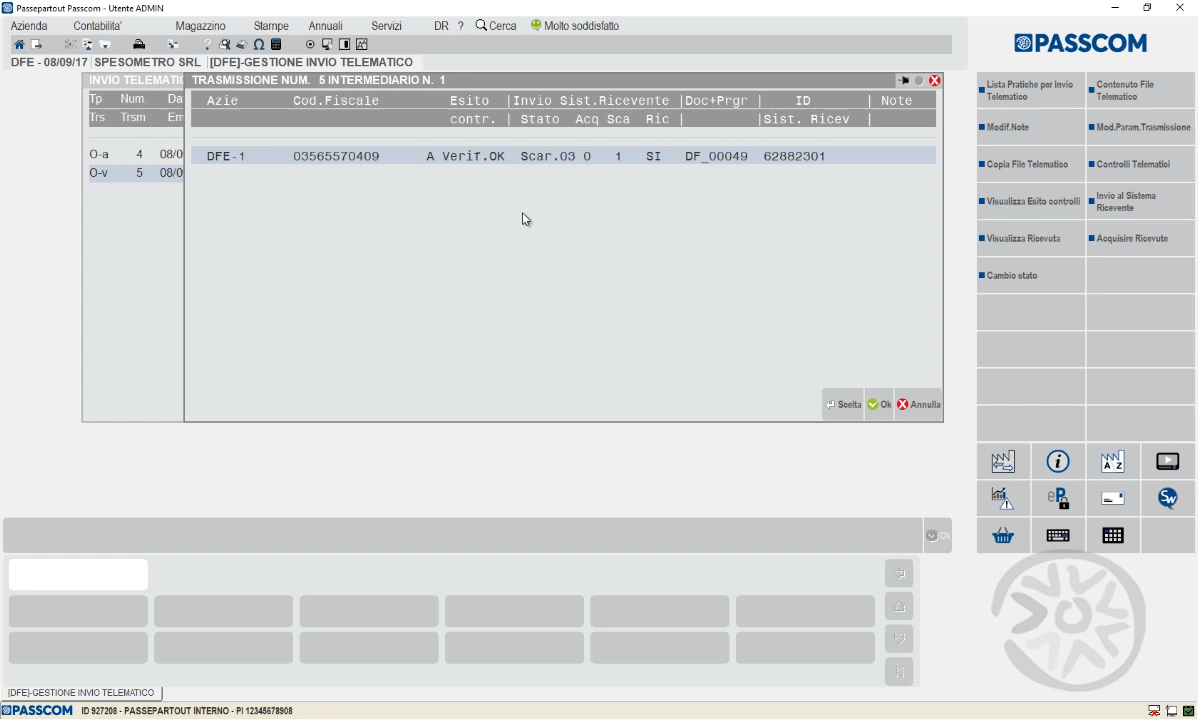 Passepartout Passcom - Utente ADMIN
Azienda Contabilita' Magazzino Stampe Annuali Servizi DR ? Cerca Molto soddisfatto
DFE - 08/09/17 SPESOMETRO SRL [DFE]-GESTIONE INVIO TELEMATICO
PASSCOM
INVIO TELEMATIC TRASMISSIONE NUM. 5 INTERMEDIARIO N. 1
Tp Num. Da Azie Cod.Fiscale Esito |Invio Sist.Ricevente |Doc+Prgr | ID | Note
Trs Trsm Em contr. | Stato Acq Sca Ric | |Sist. Ricev |
O-a 4 08/0 DFE-1 03565570409 A Verif.OK Scar.03 0 1 SI DF_00049 62882301
O-v 5 08/0
Scelta Ok Annulla
Lista Pratiche per Invio Telematico
Contenuto File Telematico
Modif.Note
Mod.Param.Trasmissione
Copia File Telematico
Controlli Telematici
Visualizza Esito controlli
Invio al Sistema Ricevente
Visualizza Ricevuta
Acquisire Ricevute
Cambio stato
A Z
eP
Sw
Ok
[DFE]-GESTIONE INVIO TELEMATICO
PASSCOM ID 927208 - PASSEPARTOUT INTERNO - PI 12345678908